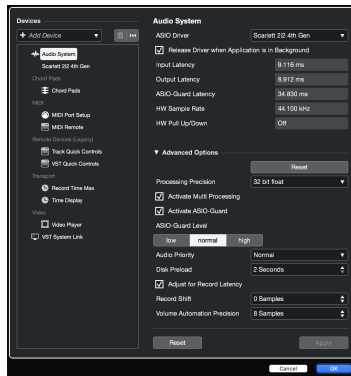 Devices
+ Add Device
Audio System
Scarlett 2i2 4th Gen
Chord Pads
Chord Pads
MIDI
MIDI Port Setup
MIDI Remote
Remote Devices (Legacy)
Track Quick Controls
VST Quick Controls
Transport
Record Time Max
Time Display
Video
Video Player
VST System Link
Audio System
ASIO Driver Scarlett 2i2 4th Gen
Release Driver when Application is in Background
Input Latency 9.116 ms
Output Latency 8.912 ms
ASIO-Guard Latency 34.830 ms
HW Sample Rate 44.100 kHz
HW Pull Up/Down Off
Advanced Options
Reset
Processing Precision 32 bit float
Activate Multi Processing
Activate ASIO-Guard
ASIO-Guard Level
low normal high
Audio Priority Normal
Disk Preload 2 Seconds
Adjust for Record Latency
Record Shift 0 Samples
Volume Automation Precision 8 Samples
Reset Apply
Cancel OK